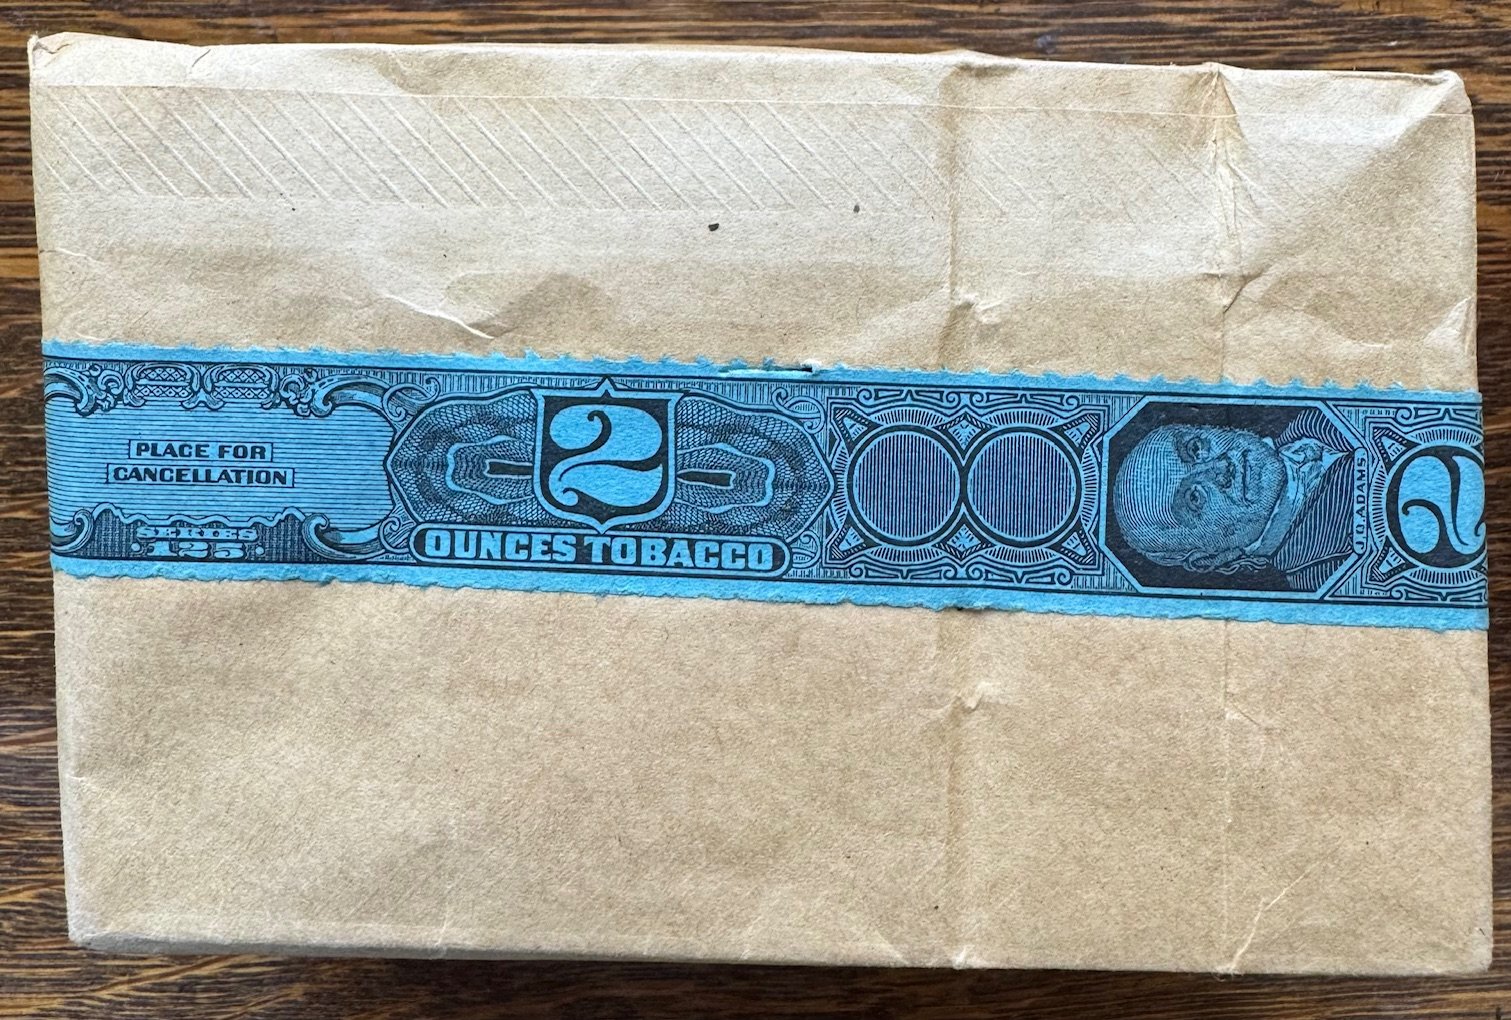 PLACE FOR
CANCELLATION
SERIES
125
2
OUNCES TOBACCO
J.Q.ADAMS
2